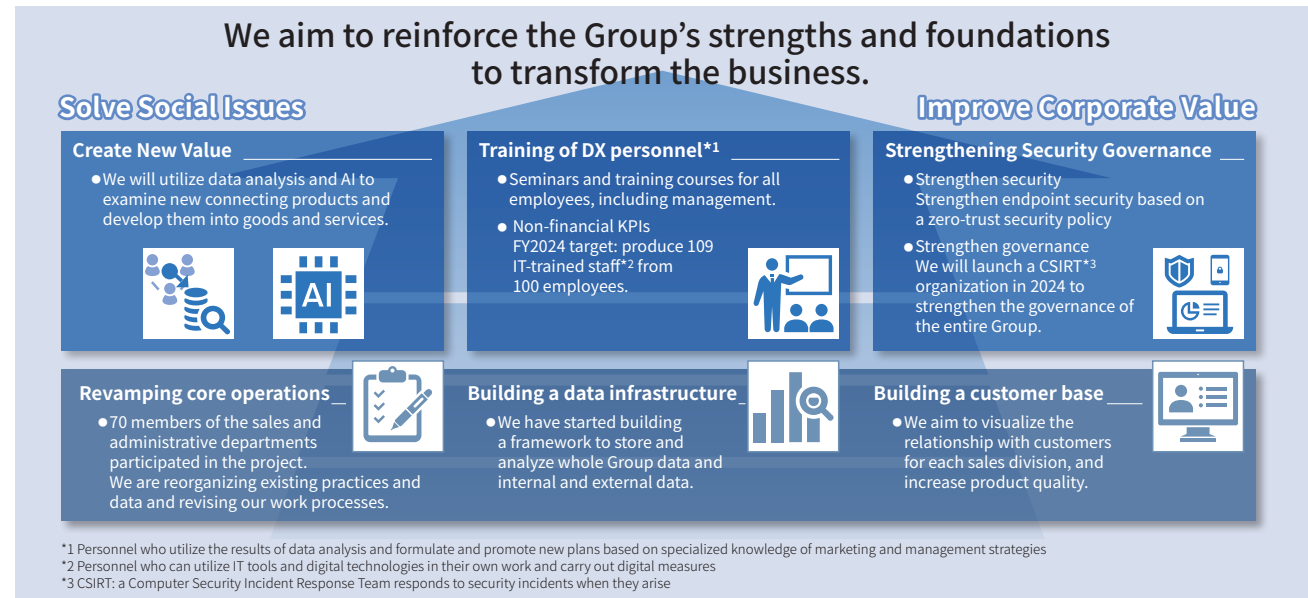 We aim to reinforce the Group’s strengths and foundations
to transform the business.
Solve Social Issues
Improve Corporate Value
Create New Value
●We will utilize data analysis and AI to
examine new connecting products and
develop them into goods and services.
AI
Training of DX personnel*1
●Seminars and training courses for all
employees, including management.
● Non-financial KPIs
FY2024 target: produce 109
IT-trained staff*2 from
100 employees.
Strengthening Security Governance
●Strengthen security
Strengthen endpoint security based on
a zero-trust security policy
●Strengthen governance
We will launch a CSIRT*3
organization in 2024 to
strengthen the governance of
the entire Group.
Revamping core operations
●70 members of the sales and
administrative departments
participated in the project.
We are reorganizing existing practices and
data and revising our work processes.
Building a data infrastructure
●We have started building
a framework to store and
analyze whole Group data and
internal and external data.
Building a customer base
●We aim to visualize the
relationship with customers
for each sales division, and
increase product quality.
*1 Personnel who utilize the results of data analysis and formulate and promote new plans based on specialized knowledge of marketing and management strategies
*2 Personnel who can utilize IT tools and digital technologies in their own work and carry out digital measures
*3 CSIRT: a Computer Security Incident Response Team responds to security incidents when they arise